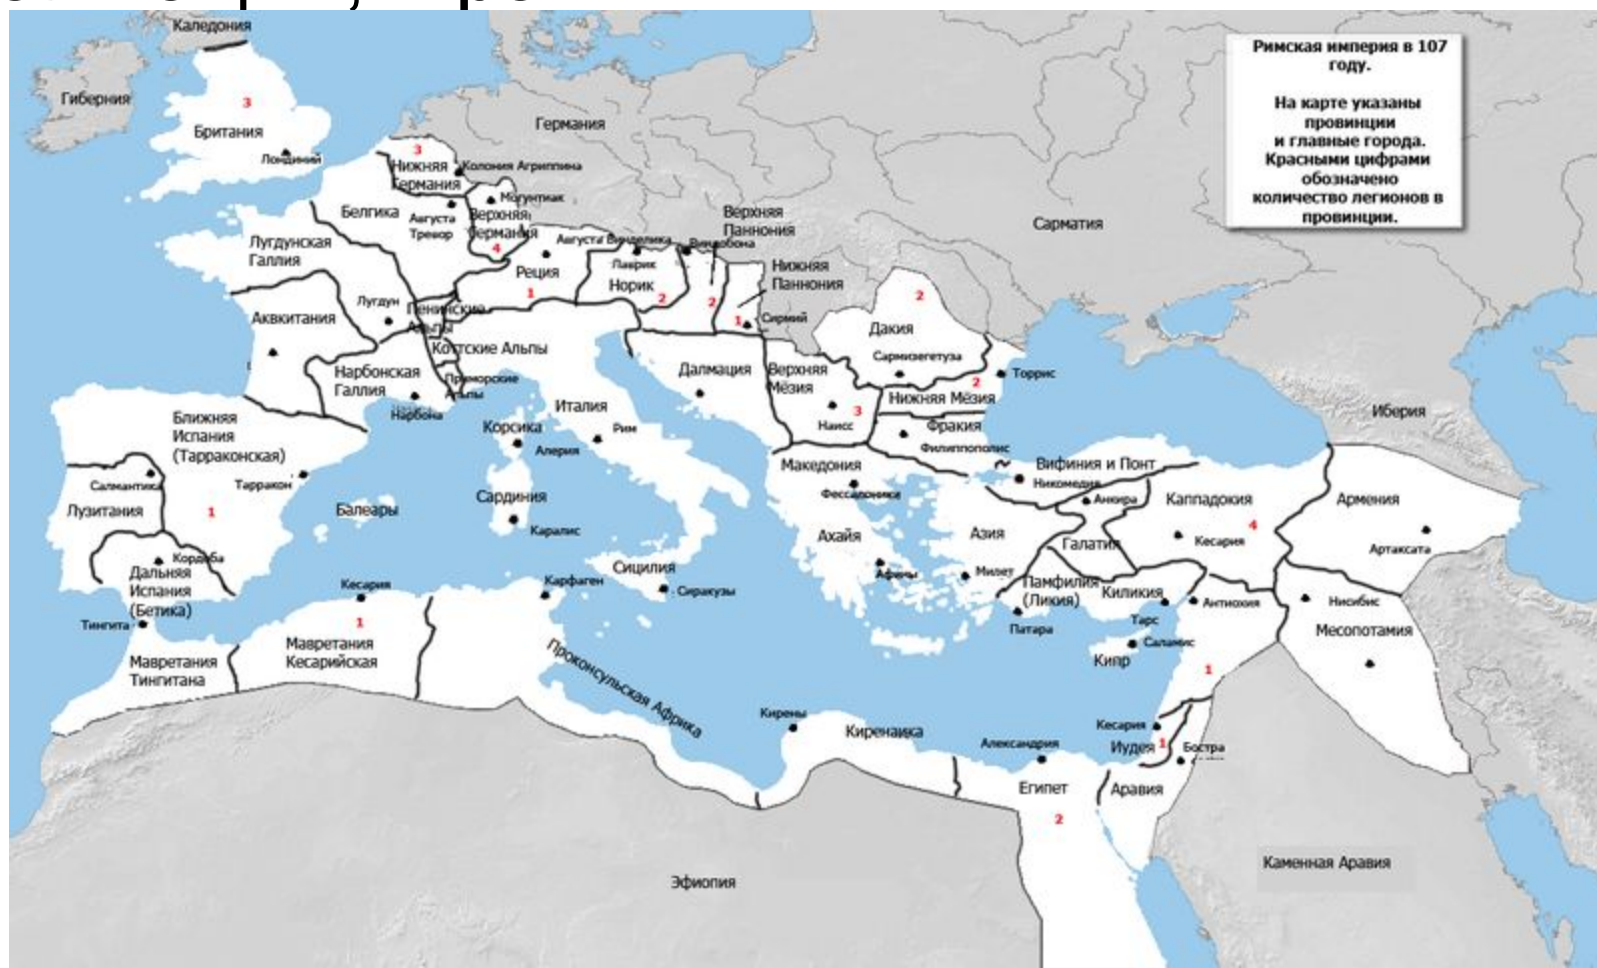 Каледония
Гиберния
3
Британия
Лондиний
Германия
3
Нижняя
Германия
Колония Агриппина
Могунтиак
Белгика
Августа
Тревор
Верхняя
Германия
4
Лугдунская
Галлия
Августа Винделика
Реция
1
Лаврик
Норик
2
Виндобона
Верхняя
Паннония
2
Нижняя
Паннония
1
Сирмий
Сарматия
Римская империя в 107
году.
На карте указаны
провинции
и главные города.
Красными цифрами
обозначено
количество легионов в
провинции.
Аквкитания
Лугдун
Пенинские
Альпы
Коттские Альпы
Приморские
Альпы
Нарбонская
Галлия
Нарбона
2
Дакия
Сармизегетуза
Далмация
Верхняя
Мёзия
3
Наисс
2
Торрис
Нижняя Мёзия
Фракия
Филиппополис
Иберия
Ближняя
Испания
(Тарраконская)
Тарракон
1
Салмантика
Лузитания
Кордоба
Дальняя
Испания
(Бетика)
Балеары
Корсика
Алерия
Италия
Рим
Сардиния
Каралис
Сицилия
Сиракузы
Македония
Фессалоники
Ахайя
Афины
Вифиния и Понт
Никомедия
Анкира
Азия
Милет
Галатия
Каппадокия
4
Кесария
Армения
Артаксата
Памфилия
(Ликия)
Патара
Киликия
Тарс
Антиохия
Саламис
Кипр
1
Нисибис
Месопотамия
Тингита
Мавретания
Тингитана
Кесария
1
Мавретания
Кесарийская
Карфаген
Проконсульская Африка
Кирены
Киренаика
Александрия
Египет
2
Кесария
Иудея
1
Бостра
Аравия
Эфиопия
Каменная Аравия